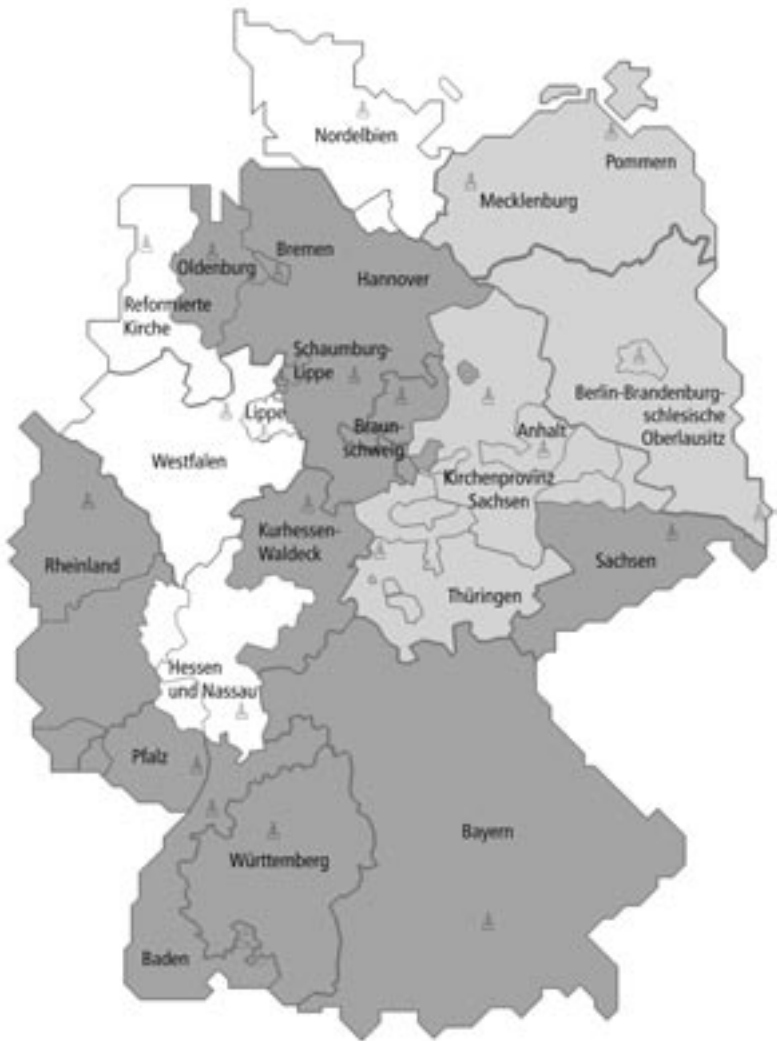 Nordelbien
Pommern
Mecklenburg
Bremen
Oldenburg
Hannover
Reformierte
Kirche
Schaumburg-
Lippe
Berlin-Brandenburg-
schlesische
Oberlausitz
Lippe
Braun-
schweig
Anhalt
Westfalen
Kirchenprovinz
Sachsen
Kurhessen-
Waldeck
Rheinland
Sachsen
Thüringen
Hessen
und Nassau
Pfalz
Bayern
Württemberg
Baden